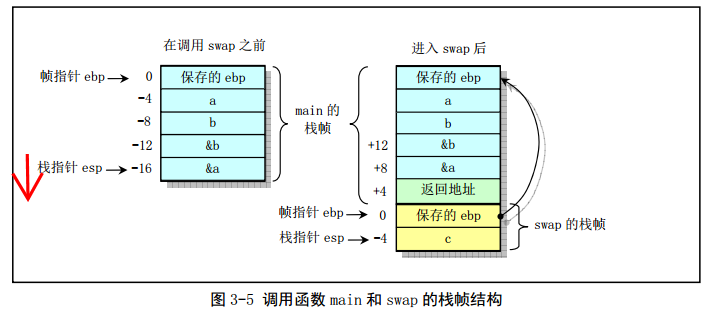 在调用 swap 之前
帧指针 ebp
0
保存的 ebp
-4
a
-8
b
-12
&b
栈指针 esp
-16
&a
main 的
栈帧
进入 swap 后
保存的 ebp
a
b
+12
&b
+8
&a
+4
返回地址
帧指针 ebp
0
保存的 ebp
栈指针 esp
-4
c
swap 的栈帧
图 3-5 调用函数 main 和 swap 的栈帧结构